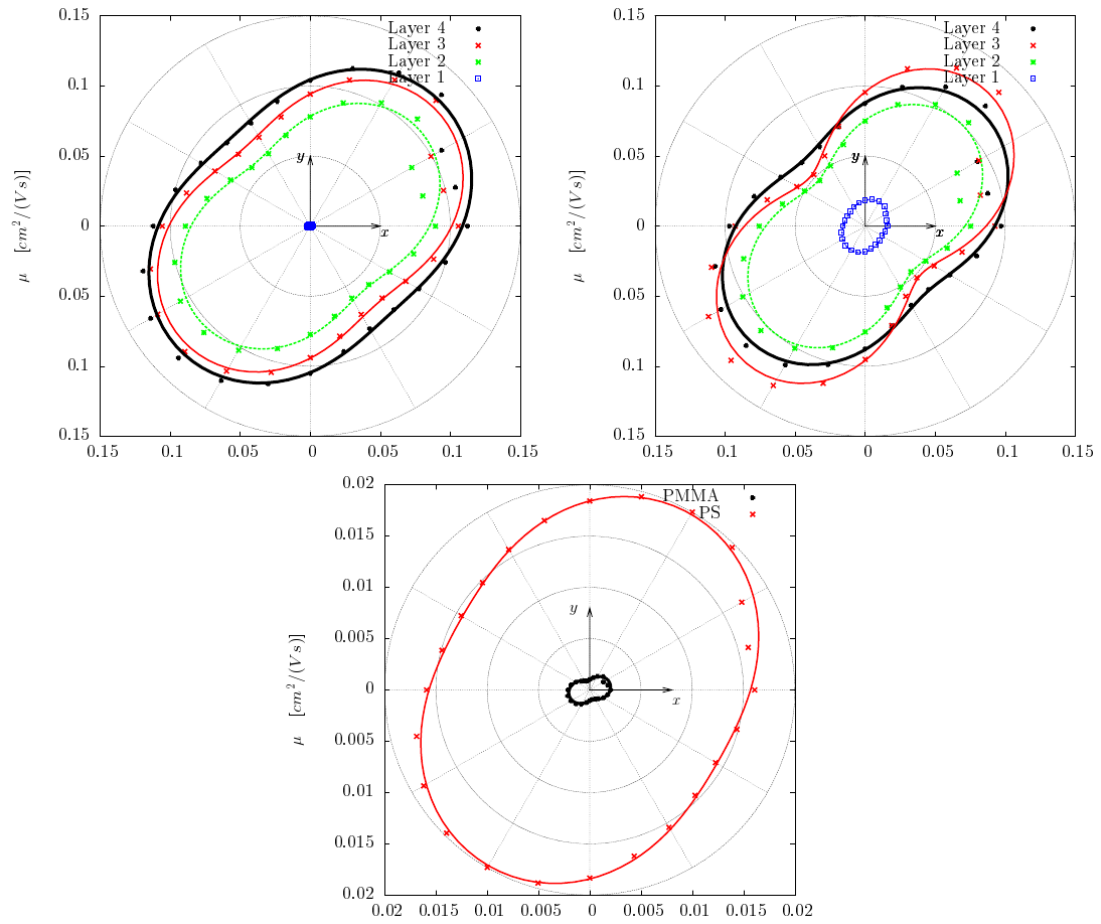 0.15
0.1
0.05
0
0.05
0.1
0.15
0.15 0.1 0.05 0 0.05 0.1 0.15
μ [cm²/(V s)]
Layer 4
Layer 3
Layer 2
Layer 1
y
x
0.15
0.1
0.05
0
0.05
0.1
0.15
0.15 0.1 0.05 0 0.05 0.1 0.15
μ [cm²/(V s)]
Layer 4
Layer 3
Layer 2
Layer 1
y
x
0.02
0.015
0.01
0.005
0
0.005
0.01
0.015
0.02
0.02 0.015 0.01 0.005 0 0.005 0.01 0.015 0.02
μ [cm²/(V s)]
PMMA
PS
y
x